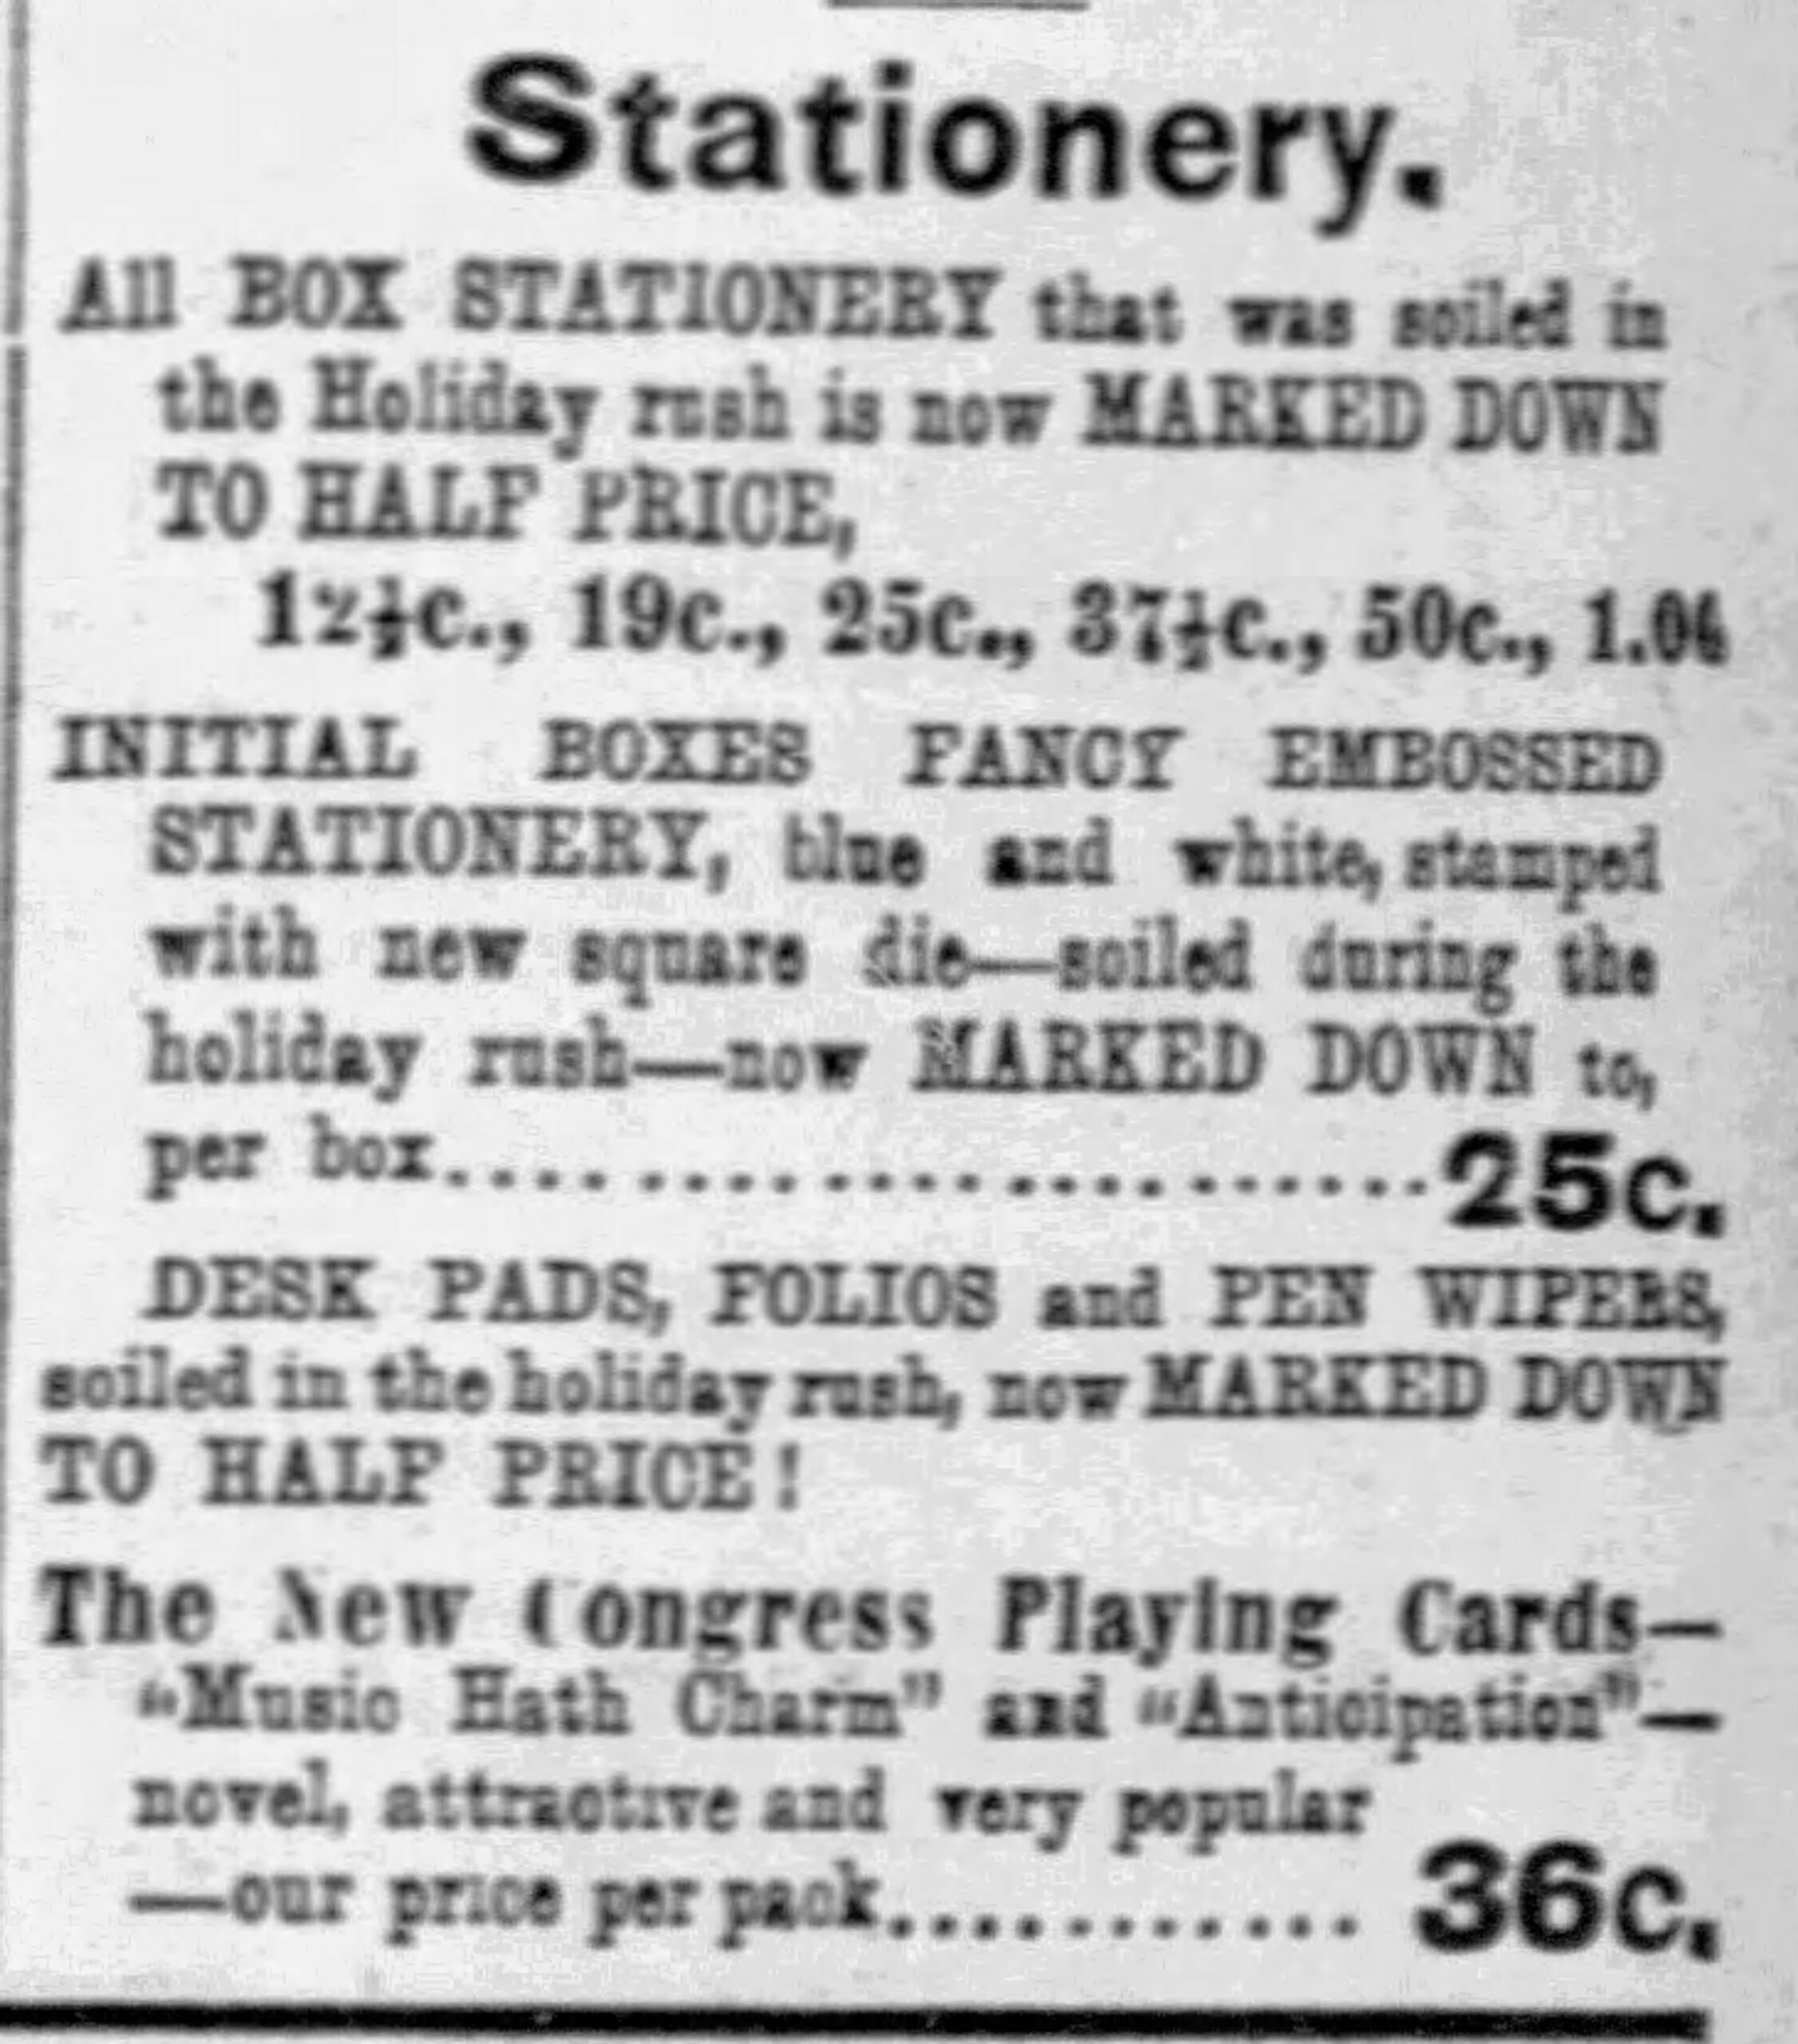 Stationery.
All BOX STATIONERY that was soiled in
the Holiday rush is now MARKED DOWN
TO HALF PRICE,
12½c., 19c., 25c., 37½c., 50c.,
INITIAL BOXES FANCY EMBOSSED
STATIONERY, blue and white, stamped
with new square die—soiled during the
holiday rush—now MARKED DOWN to,
per box..........................25c.
DESK PADS, FOLIOS and PEN WIPERS,
soiled in the holiday rush, now MARKED DOWN
TO HALF PRICE!
The New Congress Playing Cards—
"Music Hath Charm" and "Anticipation"—
novel, attractive and very popular
—our price per pack............ 36c.